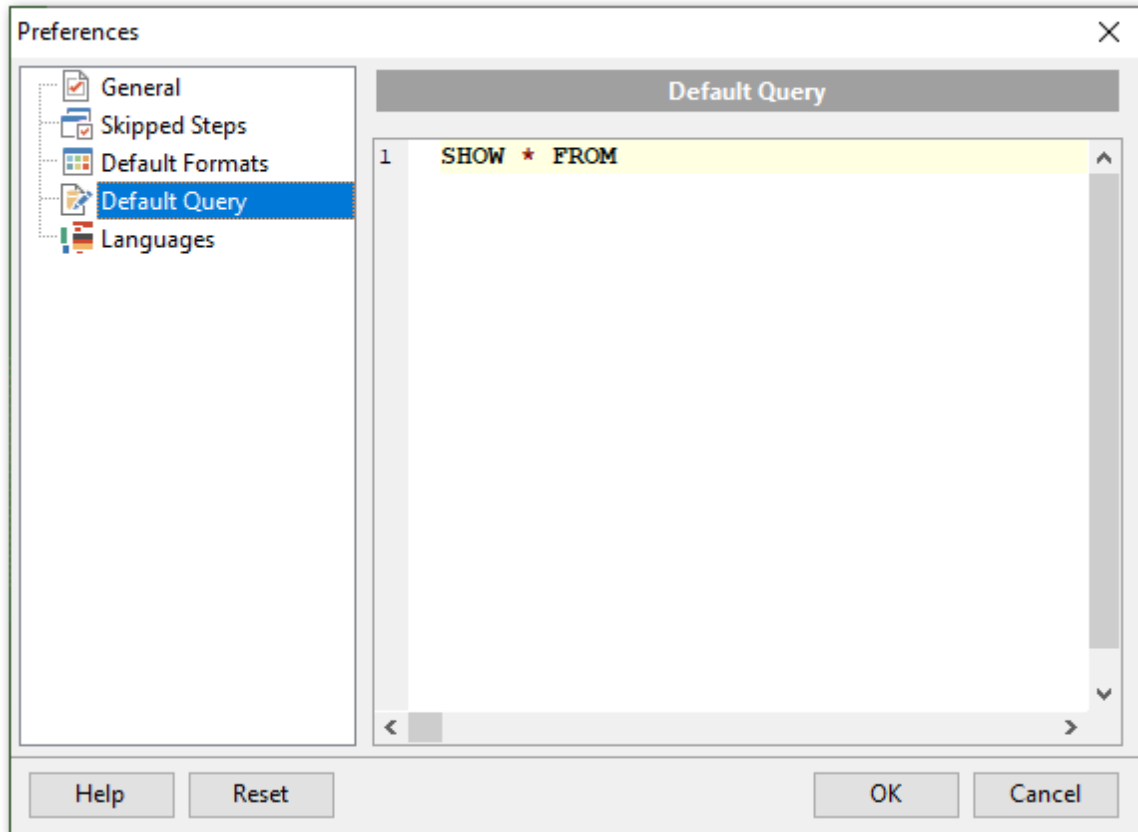 Preferences
General
Skipped Steps
Default Formats
Default Query
Languages
Default Query
1 SHOW * FROM
Help
Reset
OK
Cancel